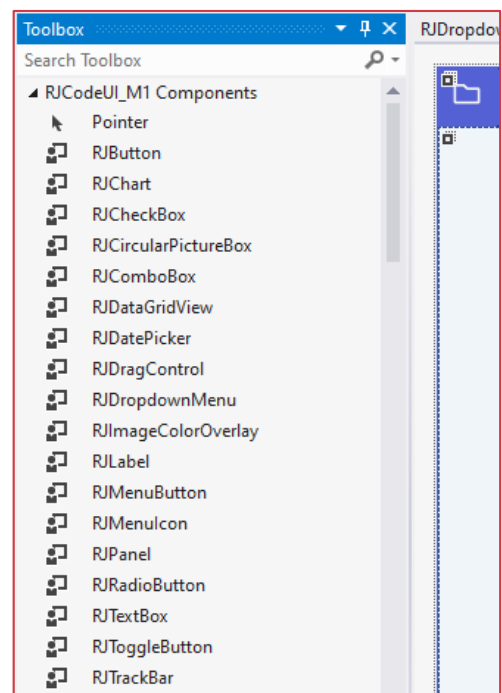 Toolbox
RJDropdow
Search Toolbox
RJCodeUI_M1 Components
Pointer
RJButton
RJChart
RJCheckBox
RJCircularPictureBox
RJComboBox
RJDataGridView
RJDatePicker
RJDragControl
RJDropdownMenu
RJImageColorOverlay
RJLabel
RJMenuButton
RJMenuIcon
RJPanel
RJRadioButton
RJTextBox
RJToggleButton
RJTrackBar